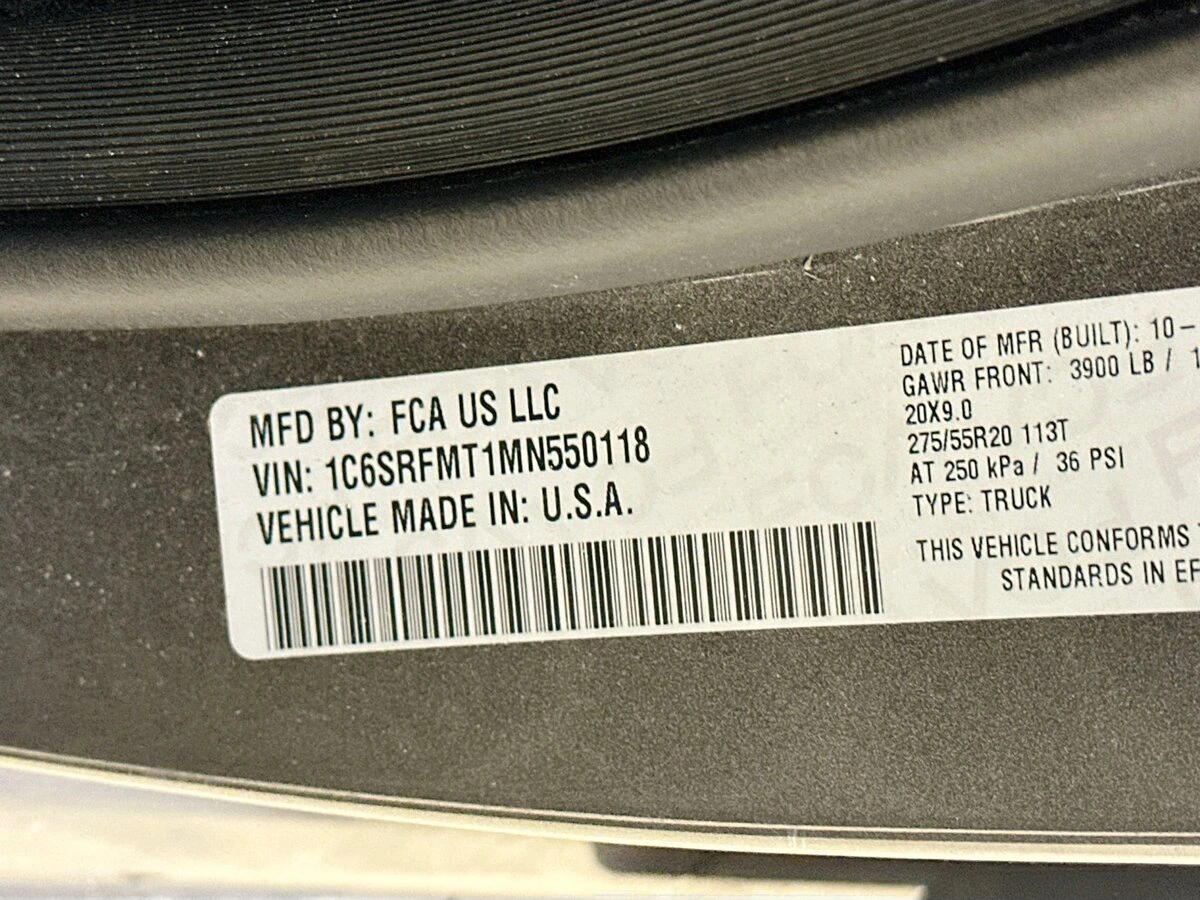 MFD BY: FCA US LLC
VIN: 1C6SRFMT1MN550118
VEHICLE MADE IN: U.S.A.
DATE OF MFR (BUILT): 10-
GAWR FRONT: 3900 LB / 1
20X9.0
275/55R20 113T
AT 250 kPa / 36 PSI
TYPE: TRUCK
THIS VEHICLE CONFORMS
STANDARDS IN EF